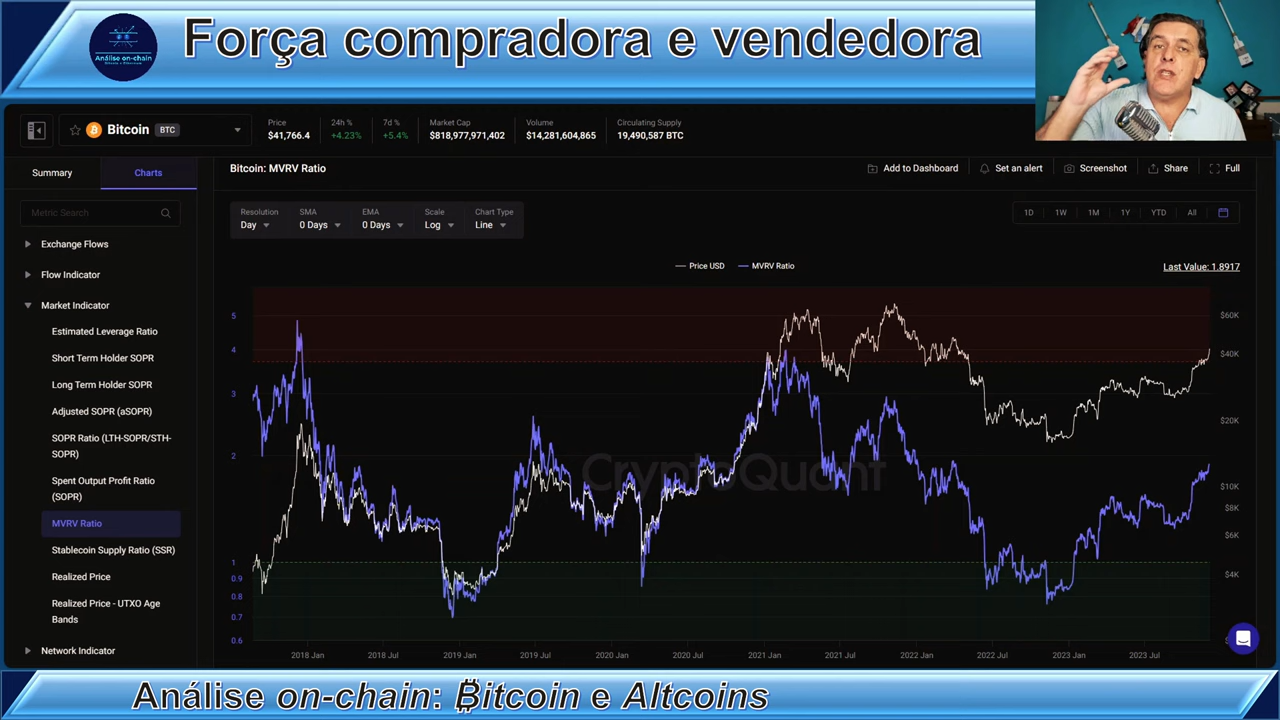 Força compradora e vendedora
Análise on-chain
Bitcoin e Ethereum
Bitcoin BTC
Price
$41,766.4
24h %
+4.23%
7d %
+5.4%
Market Cap
$818,977,971,402
Volume
$14,281,604,865
Circulating Supply
19,490,587 BTC
Summary
Charts
Metric Search
Exchange Flows
Flow Indicator
Market Indicator
Estimated Leverage Ratio
Short Term Holder SOPR
Long Term Holder SOPR
Adjusted SOPR (aSOPR)
SOPR Ratio (LTH-SOPR/STH-
SOPR)
Spent Output Profit Ratio
(SOPR)
MVRV Ratio
Stablecoin Supply Ratio (SSR)
Realized Price
Realized Price - UTXO Age
Bands
Network Indicator
Bitcoin: MVRV Ratio
Add to Dashboard
Set an alert
Screenshot
Share
Full
Resolution
Day
SMA
0 Days
EMA
0 Days
Scale
Log
Chart Type
Line
1D 1W 1M 1Y YTD All
Price USD MVRV Ratio
Last Value: 1.8917
5
4
3
2
1
0.9
0.8
0.7
0.6
CryptoQuant
$60K
$40K
$20K
$10K
$8K
$6K
$4K
2018 Jan 2018 Jul 2019 Jan 2019 Jul 2020 Jan 2020 Jul 2021 Jan 2021 Jul 2022 Jan 2022 Jul 2023 Jan 2023 Jul
Análise on-chain: ₿itcoin e Altcoins